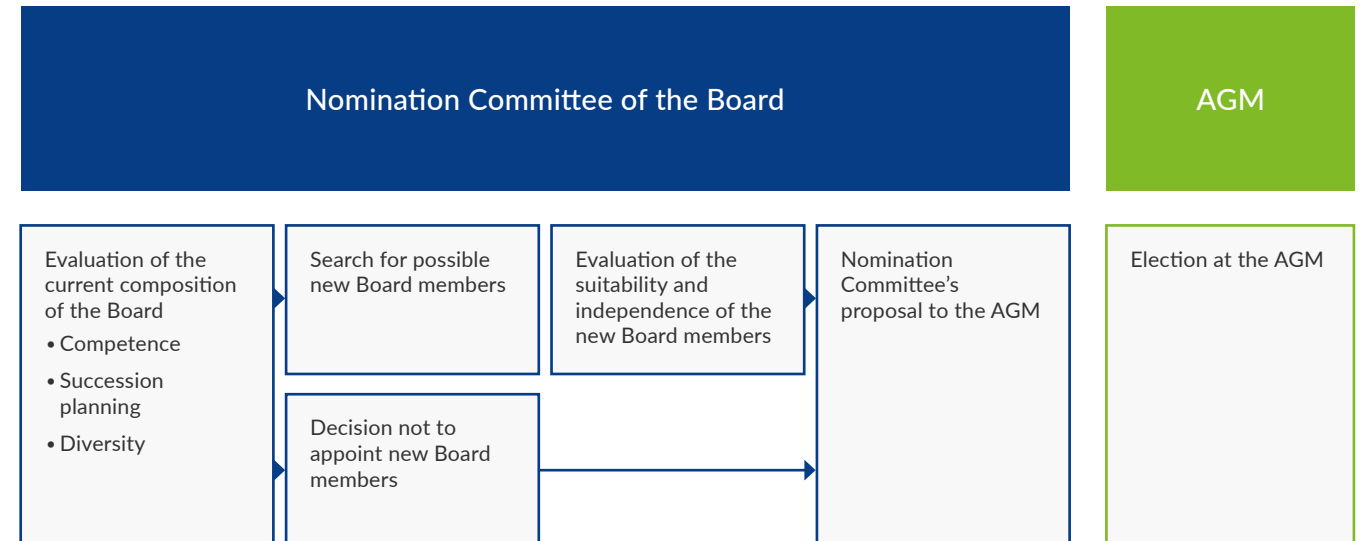 Nomination Committee of the Board
AGM
Evaluation of the
current composition
of the Board
• Competence
• Succession
planning
• Diversity
Search for possible
new Board members
Decision not to
appoint new Board
members
Evaluation of the
suitability and
independence of the
new Board members
Nomination
Committee's
proposal to the AGM
Election at the AGM